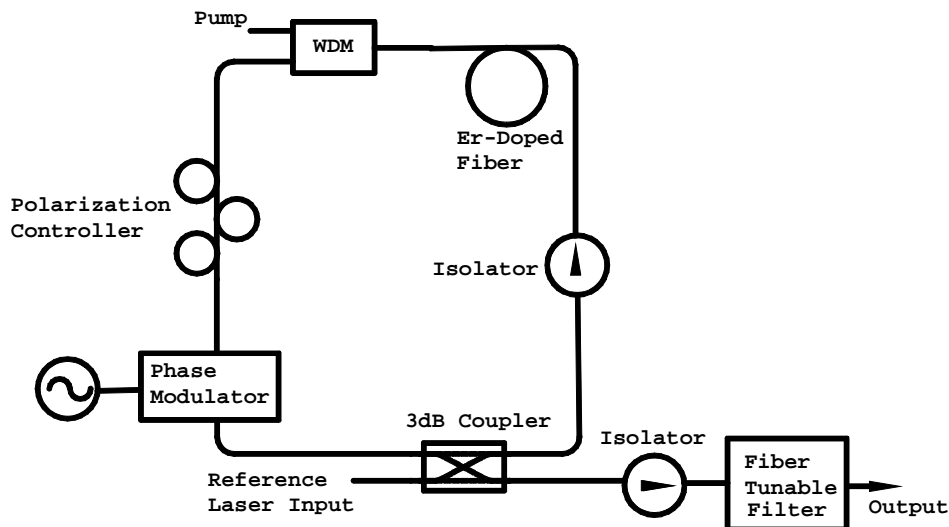 Pump
WDM
Er-Doped
Fiber
Polarization
Controller
Isolator
Phase
Modulator
3dB Coupler
Isolator
Reference
Laser Input
Fiber
Tunable
Filter
Output